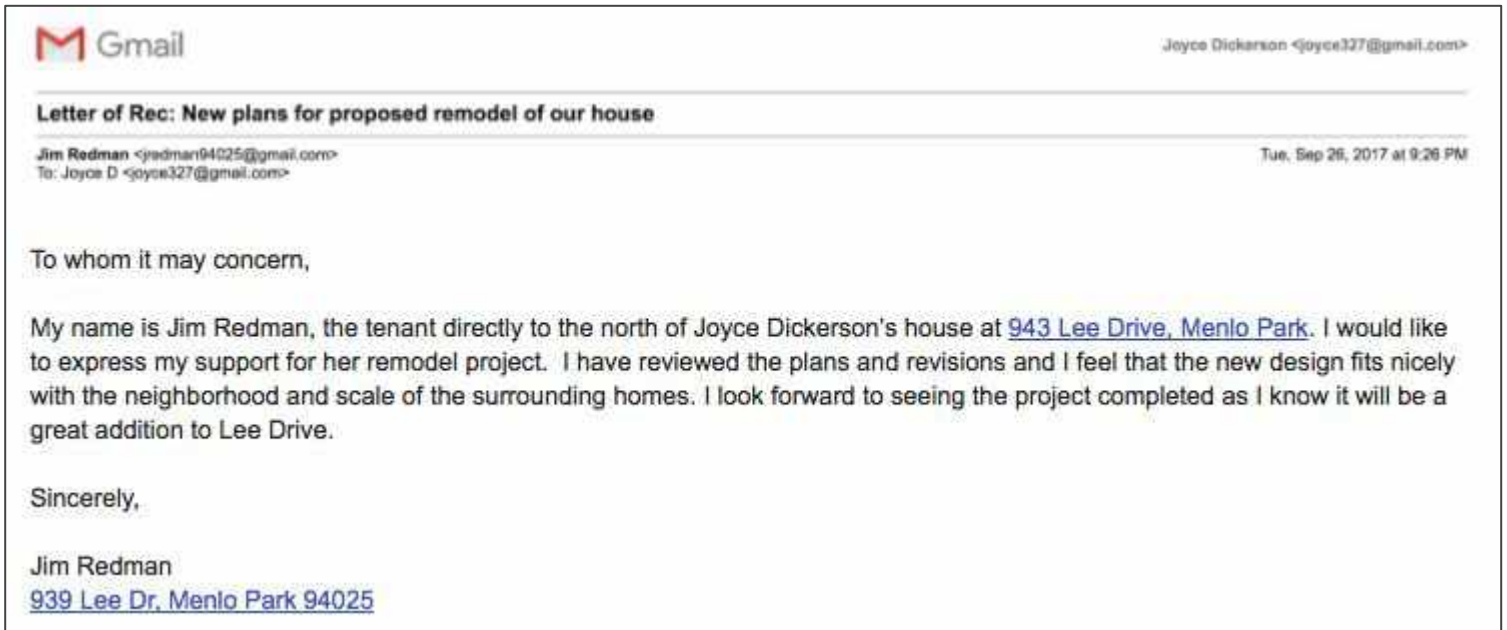 Gmail
Joyce Dickerson <joyce327@gmail.com>
Letter of Rec: New plans for proposed remodel of our house
Jim Redman <jredman94025@gmail.com>
Tue, Sep 26, 2017 at 9:26 PM
To: Joyce D <joyce327@gmail.com>
To whom it may concern,
My name is Jim Redman, the tenant directly to the north of Joyce Dickerson's house at 943 Lee Drive, Menlo Park. I would like
to express my support for her remodel project.  I have reviewed the plans and revisions and I feel that the new design fits nicely
with the neighborhood and scale of the surrounding homes. I look forward to seeing the project completed as I know it will be a
great addition to Lee Drive.
Sincerely,
Jim Redman
939 Lee Dr, Menlo Park 94025